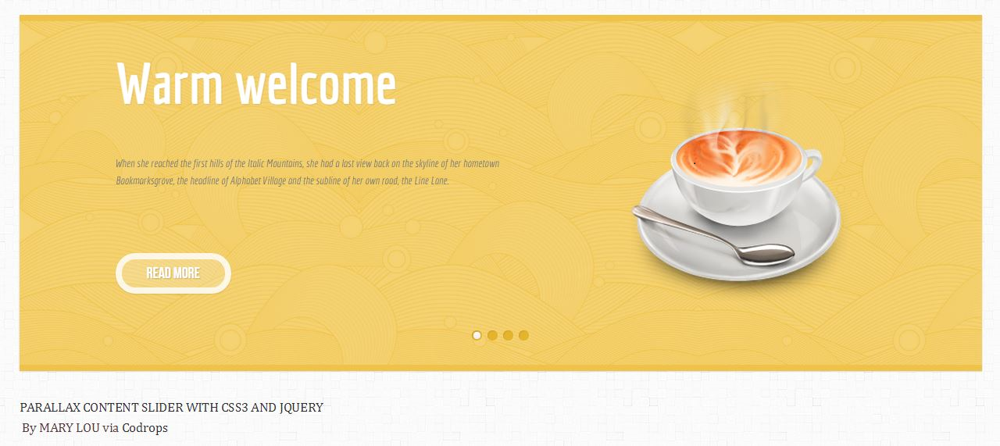 Warm welcome
When she reached the first hills of the Italic Mountains, she had a last view back on the skyline of her hometown
Bookmarksgrove, the headline of Alphabet Village and the subline of her own road, the Line Lane.
READ MORE
PARALLAX CONTENT SLIDER WITH CSS3 AND JQUERY
By MARY LOU via Codrops